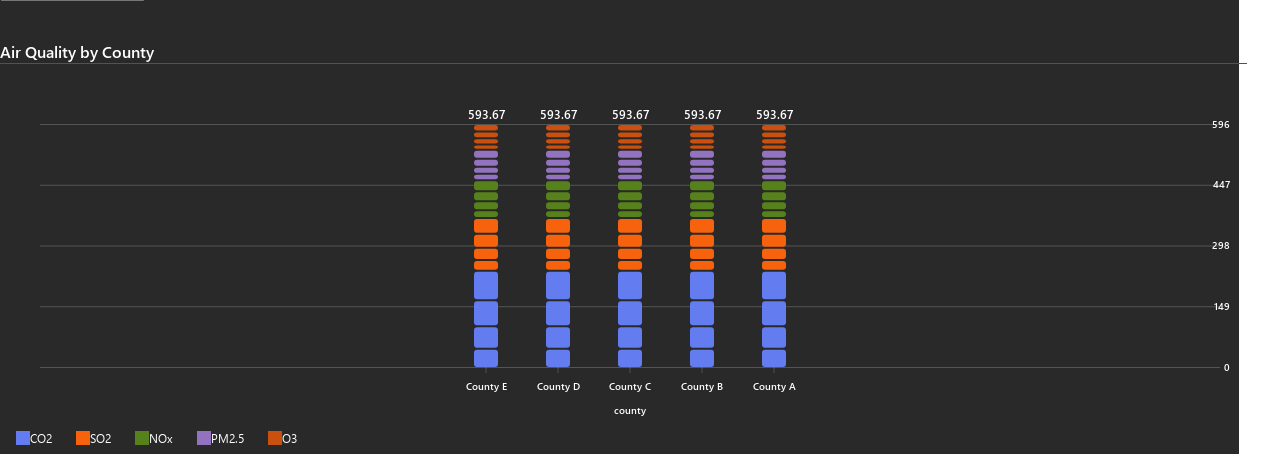 Air Quality by County
593.67 593.67 593.67 593.67 593.67
596
447
298
149
0
County E County D County C County B County A
county
CO2 SO2 NOx PM2.5 O3